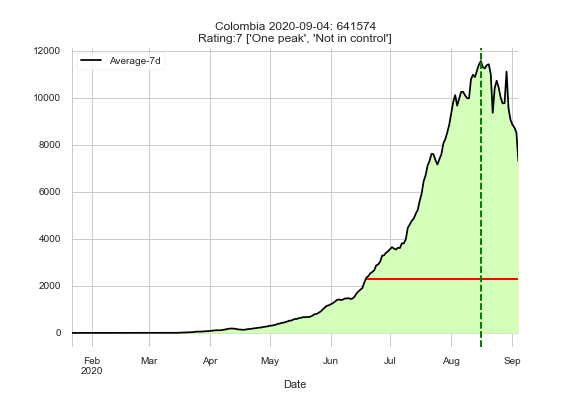 Colombia 2020-09-04: 641574
Rating:7 ['One peak', 'Not in control']
Average-7d
12000
10000
8000
6000
4000
2000
0
Feb Mar Apr May Jun Jul Aug Sep
2020
Date